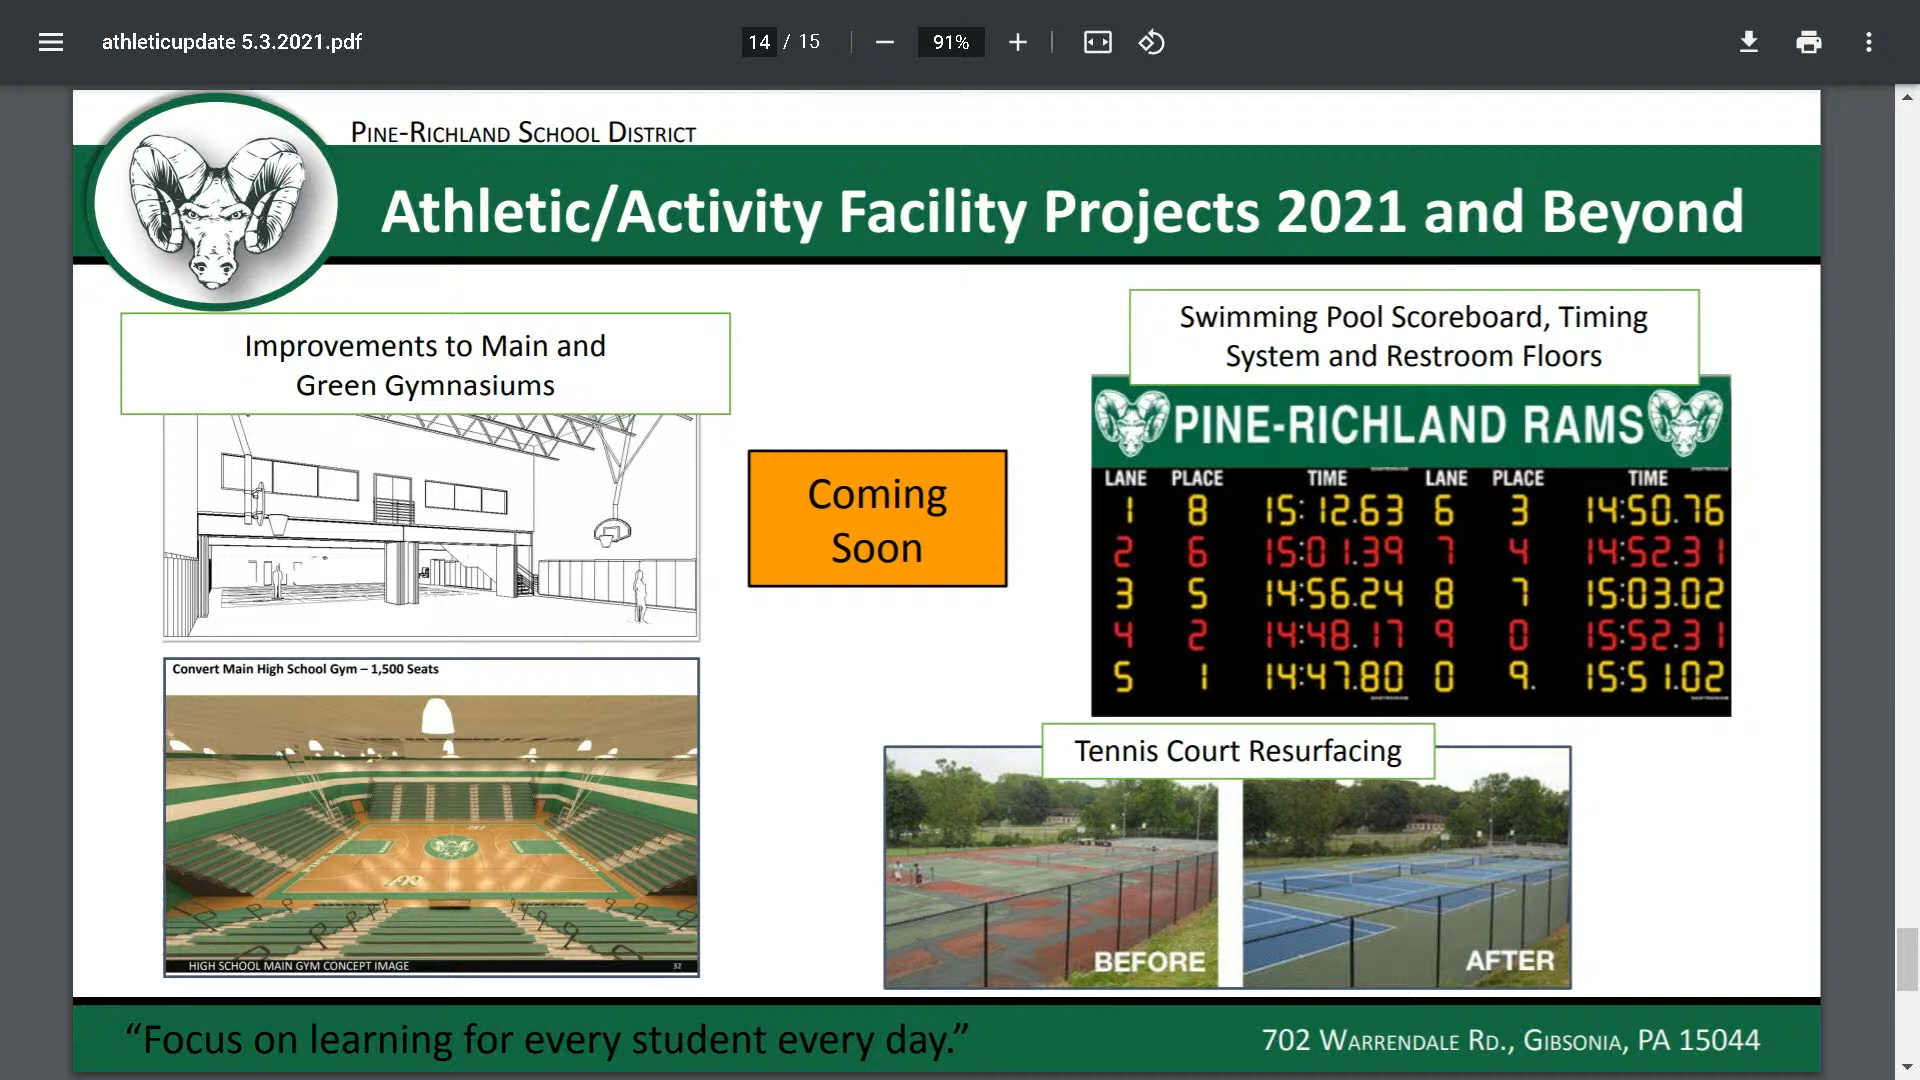 athleticupdate 5.3.2021.pdf
14 / 15
91%
PINE-RICHLAND SCHOOL DISTRICT
Athletic/Activity Facility Projects 2021 and Beyond
Improvements to Main and
Green Gymnasiums
Coming
Soon
Convert Main High School Gym – 1,500 Seats
HIGH SCHOOL MAIN GYM CONCEPT IMAGE 32
Swimming Pool Scoreboard, Timing
System and Restroom Floors
PINE-RICHLAND RAMS
LANE PLACE TIME LANE PLACE TIME
1 8 15:12.63 6 3 14:50.76
2 6 15:01.39 7 4 14:52.31
3 5 14:56.24 8 7 15:03.02
4 2 14:48.17 9 0 15:52.31
5 1 14:47.80 0 9. 15:51.02
Tennis Court Resurfacing
BEFORE
AFTER
“Focus on learning for every student every day.”
702 WARRENDALE RD., GIBSONIA, PA 15044